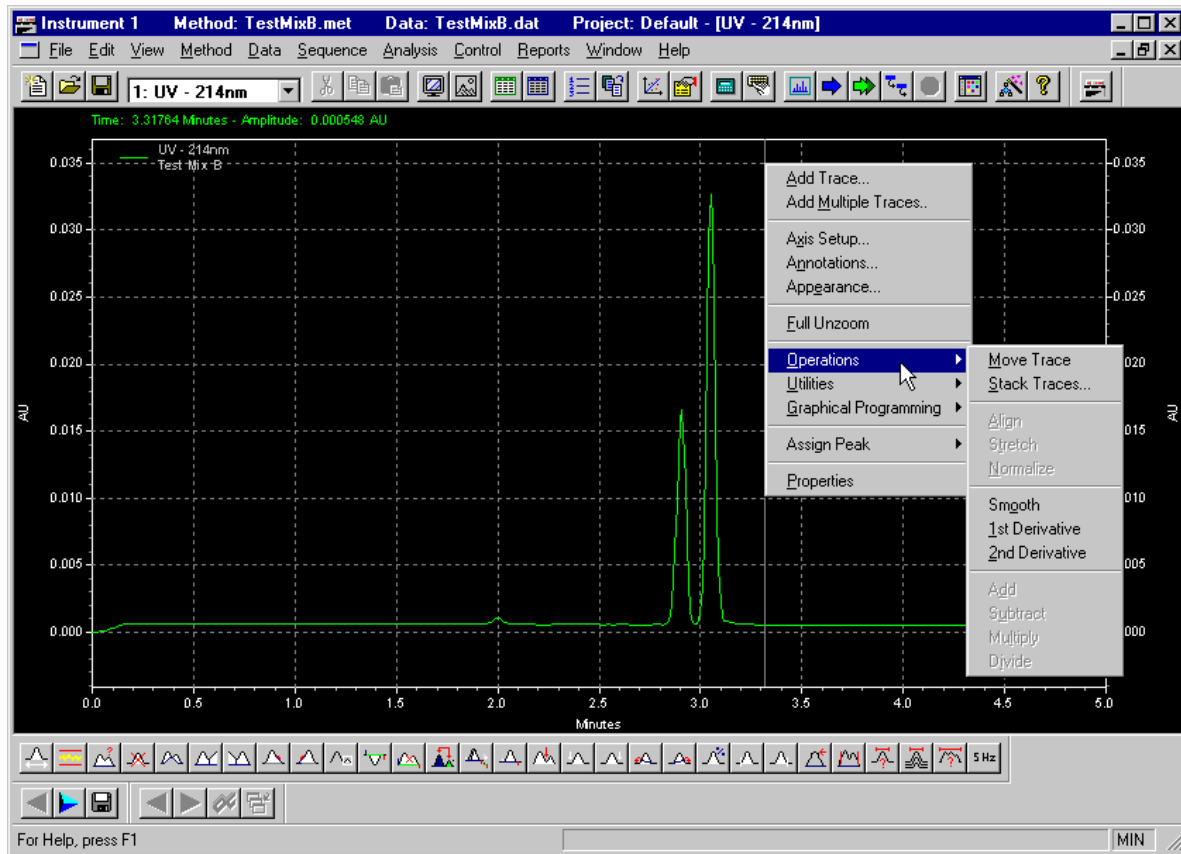 Instrument 1 Method: TestMixB.met Data: TestMixB.dat Project: Default - [UV - 214nm]
File Edit View Method Data Sequence Analysis Control Reports Window Help
1: UV - 214nm
Time: 3.31764 Minutes - Amplitude: 0.000548 AU
UV - 214nm
Test Mix B
0.035
0.030
0.025
0.020
0.015
0.010
0.005
0.000
AU
0.0 0.5 1.0 1.5 2.0 2.5 3.0 3.5 4.0 4.5 5.0
Minutes
0.035
0.030
0.025
020
015
010
005
000
AU
Add Trace...
Add Multiple Traces..
Axis Setup...
Annotations...
Appearance...
Full Unzoom
Operations
Utilities
Graphical Programming
Assign Peak
Properties
Move Trace
Stack Traces...
Align
Stretch
Normalize
Smooth
1st Derivative
2nd Derivative
Add
Subtract
Multiply
Divide
5 Hz
For Help, press F1
MIN